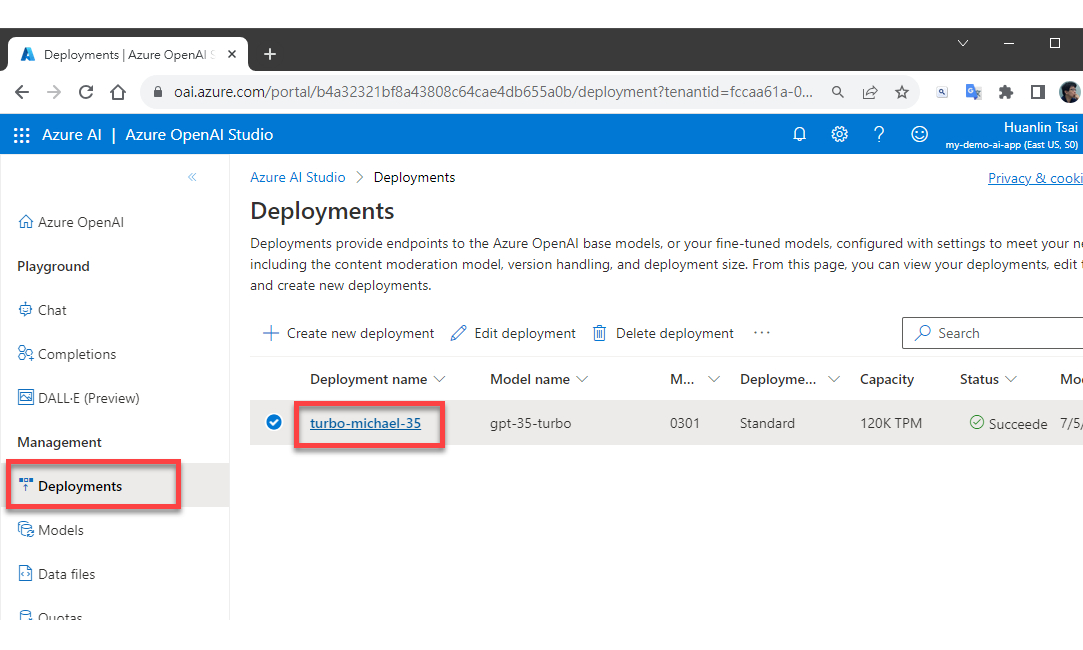 Deployments | Azure OpenAI S
oai.azure.com/portal/b4a32321bf8a43808c64cae4db655a0b/deployment?tenantid=fccaa61a-0...
Azure AI | Azure OpenAI Studio
Huanlin Tsai
my-demo-ai-app (East US, S0)
Azure OpenAI
Playground
Chat
Completions
DALL·E (Preview)
Management
Deployments
Models
Data files
Quotas
Azure AI Studio > Deployments
Privacy & cooki
Deployments
Deployments provide endpoints to the Azure OpenAI base models, or your fine-tuned models, configured with settings to meet your ne
including the content moderation model, version handling, and deployment size. From this page, you can view your deployments, edit t
and create new deployments.
Create new deployment Edit deployment Delete deployment ... Search
Deployment name Model name M... Deployme... Capacity Status Mo
turbo-michael-35 gpt-35-turbo 0301 Standard 120K TPM Succeede 7/5/